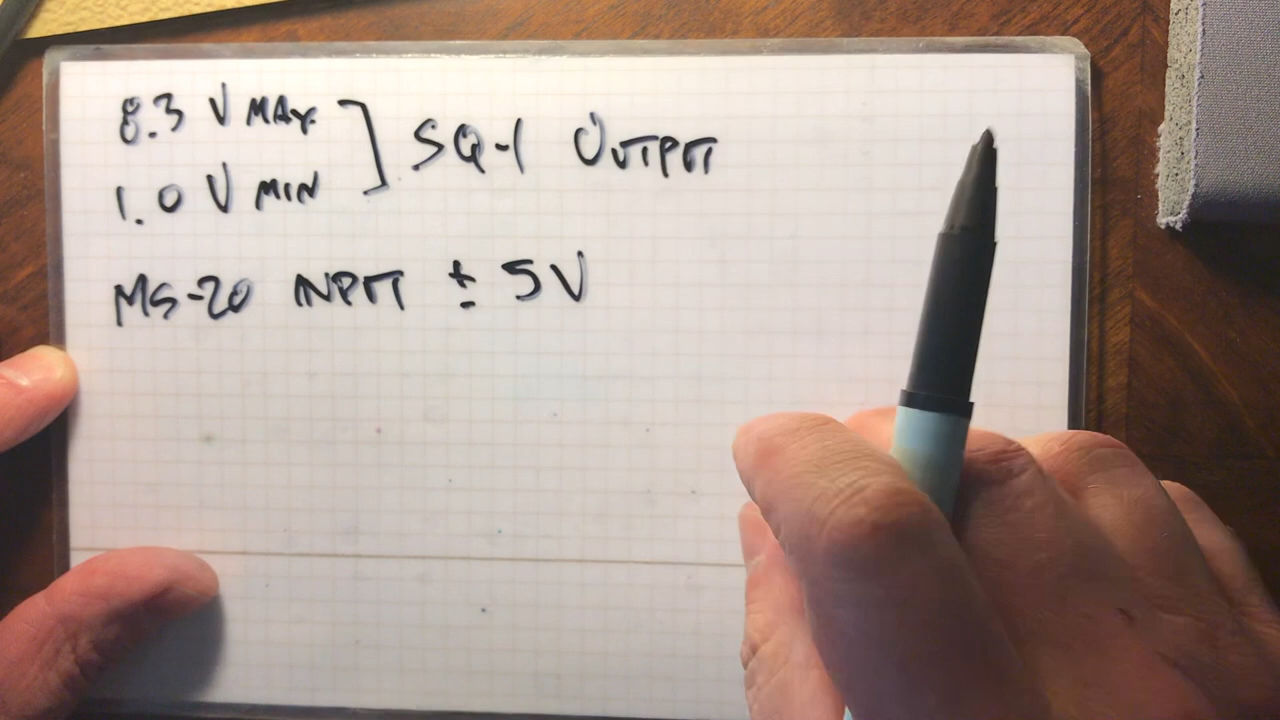 8.3 V MAX
1.0 V MIN
] SQ-1 OUTPUT
MS-20 INPUT ± 5V